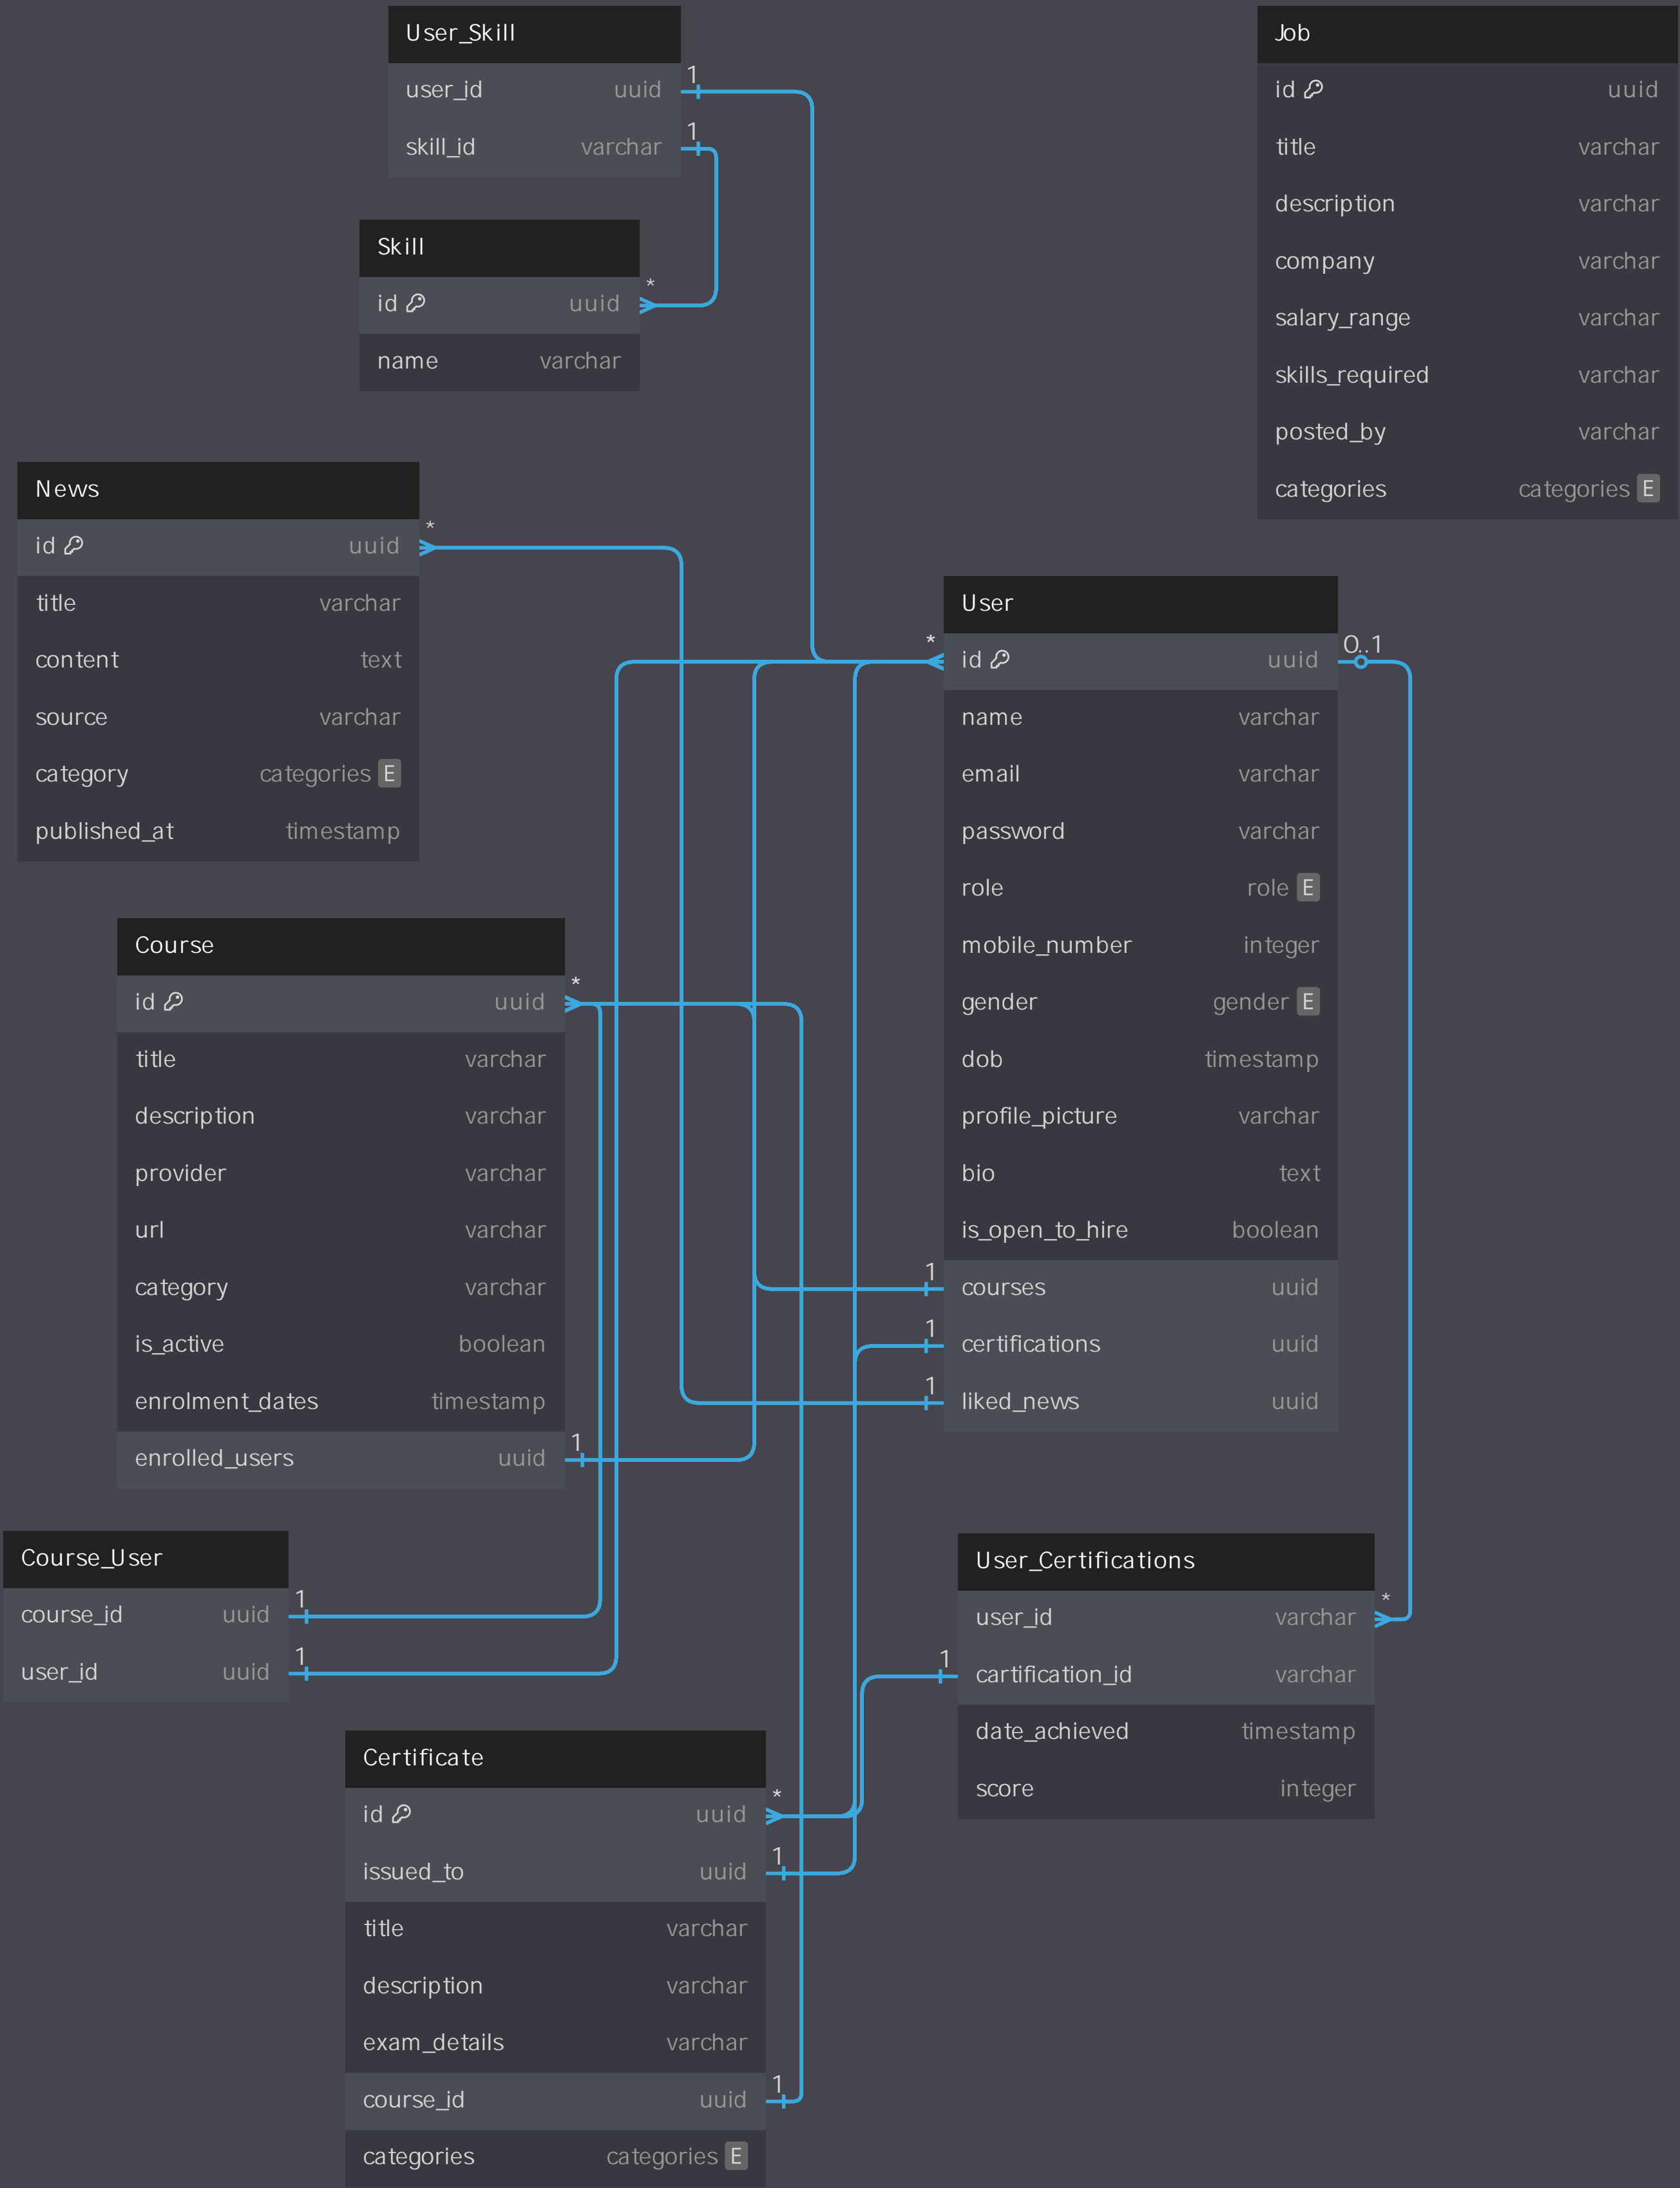 User_Skill
1
user_id uuid
1
skill_id varchar
Job
id uuid
title varchar
description varchar
company varchar
salary_range varchar
skills_required varchar
posted_by varchar
categories categories E
Skill
*
id uuid
name varchar
News
*
id uuid
title varchar
content text
source varchar
category categories E
published_at timestamp
User
* 0..1
id uuid
name varchar
email varchar
password varchar
role role E
mobile_number integer
gender gender E
dob timestamp
profile_picture varchar
bio text
is_open_to_hire boolean
1
courses uuid
1
certifications uuid
1
liked_news uuid
Course
*
id uuid
title varchar
description varchar
provider varchar
url varchar
category varchar
is_active boolean
enrolment_dates timestamp
1
enrolled_users uuid
Course_User
1
course_id uuid
1
user_id uuid
User_Certifications
*
user_id varchar
1
cartification_id varchar
date_achieved timestamp
score integer
Certificate
*
id uuid
1
issued_to uuid
title varchar
description varchar
exam_details varchar
1
course_id uuid
categories categories E